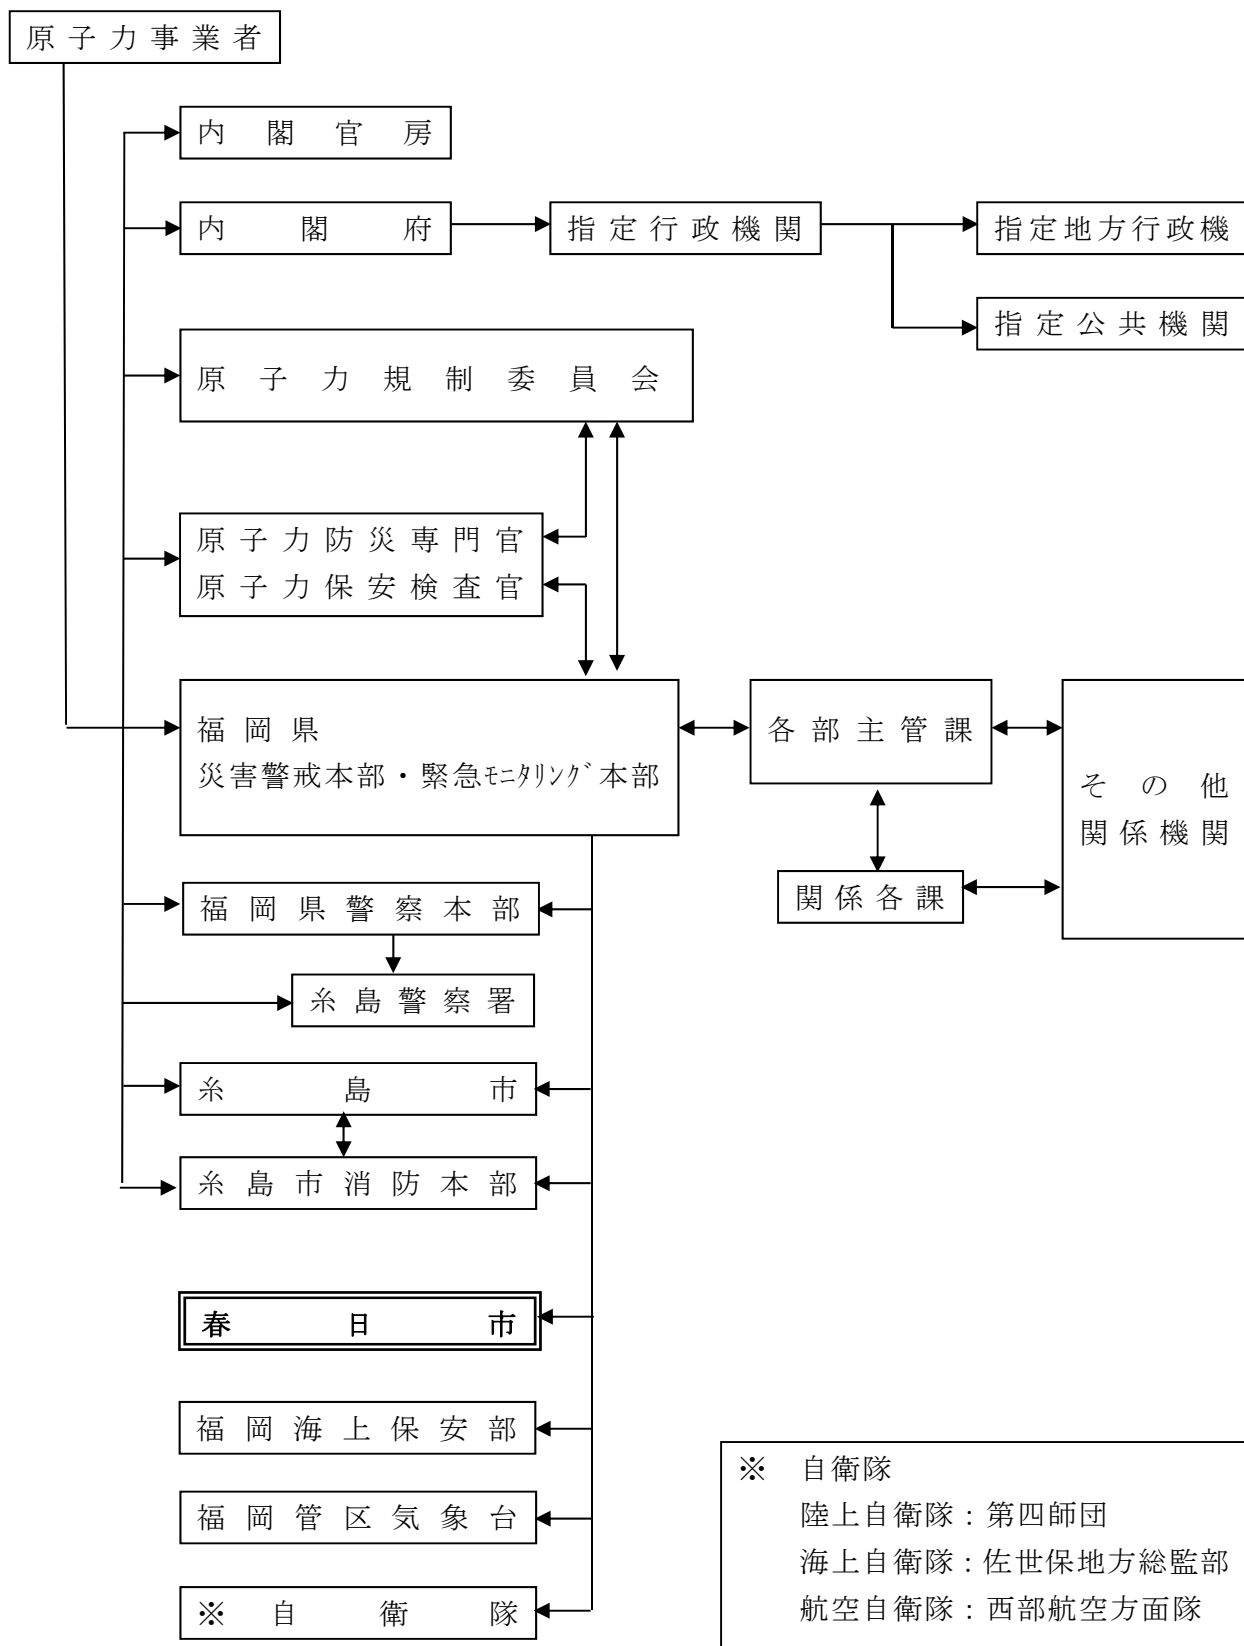 原子力事業者
内閣官房
内閣府
指定行政機関
指定地方行政機
指定公共機関
原子力規制委員会
原子力防災専門官
原子力保安検査官
福岡県
災害警戒本部・緊急ﾓﾆﾀﾘﾝｸﾞ本部
各部主管課
その他
関係機関
関係各課
福岡県警察本部
糸島警察署
糸島市
糸島市消防本部
春日市
福岡海上保安部
福岡管区気象台
※自衛隊
※　自衛隊
陸上自衛隊：第四師団
海上自衛隊：佐世保地方総監部
航空自衛隊：西部航空方面隊